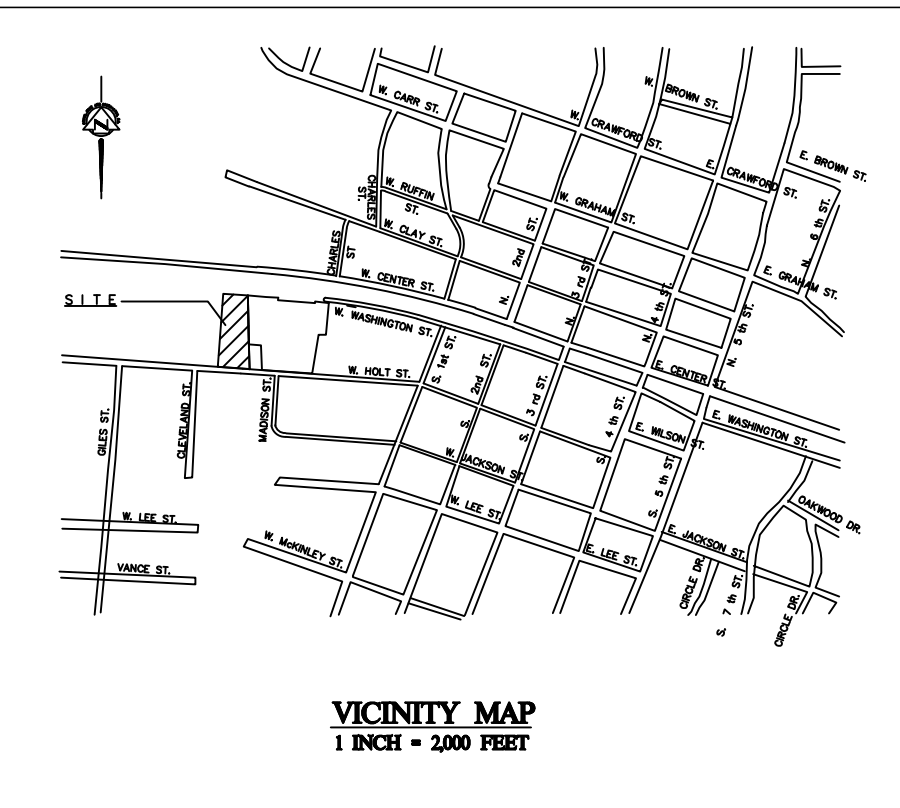 W. BROWN ST.
W. CARR ST.
W. CRAWFORD ST.
E. CRAWFORD ST.
E. BROWN ST.
N
CHARLES
ST.
W. RUFFIN
ST.
W. GRAHAM ST.
N. 6 th ST.
W. CLAY ST.
CHARLES
ST
N. 2nd ST.
N. 3 rd ST
N. 4 th ST.
E. GRAHAM ST.
W. CENTER ST.
SITE
W. WASHINGTON ST.
N. 5 th ST.
S. 1st ST.
S. 2nd ST.
W. HOLT ST.
E. CENTER ST.
S. 3 rd ST.
GILES ST.
CLEVELAND ST.
MADISON ST.
S. 4 th ST.
E. WASHINGTON ST.
E. WILSON ST.
W. JACKSON ST
S. 5 th ST.
W. LEE ST.
OAKWOOD DR.
W. LEE ST.
E. JACKSON ST.
W. McKINLEY ST.
E. LEE ST.
VANCE ST.
CIRCLE DR.
S. 7 th ST.
CIRCLE DR.
VICINITY MAP
1 INCH = 2,000 FEET